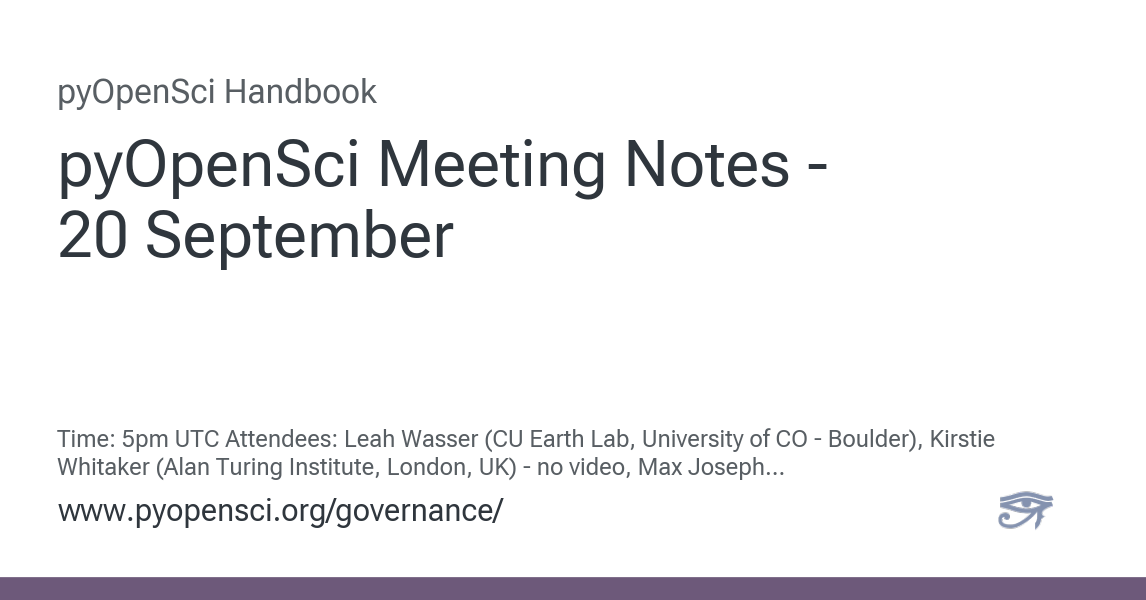 pyOpenSci Handbook
pyOpenSci Meeting Notes -
20 September
Time: 5pm UTC Attendees: Leah Wasser (CU Earth Lab, University of CO - Boulder), Kirstie
Whitaker (Alan Turing Institute, London, UK) - no video, Max Joseph...
www.pyopensci.org/governance/